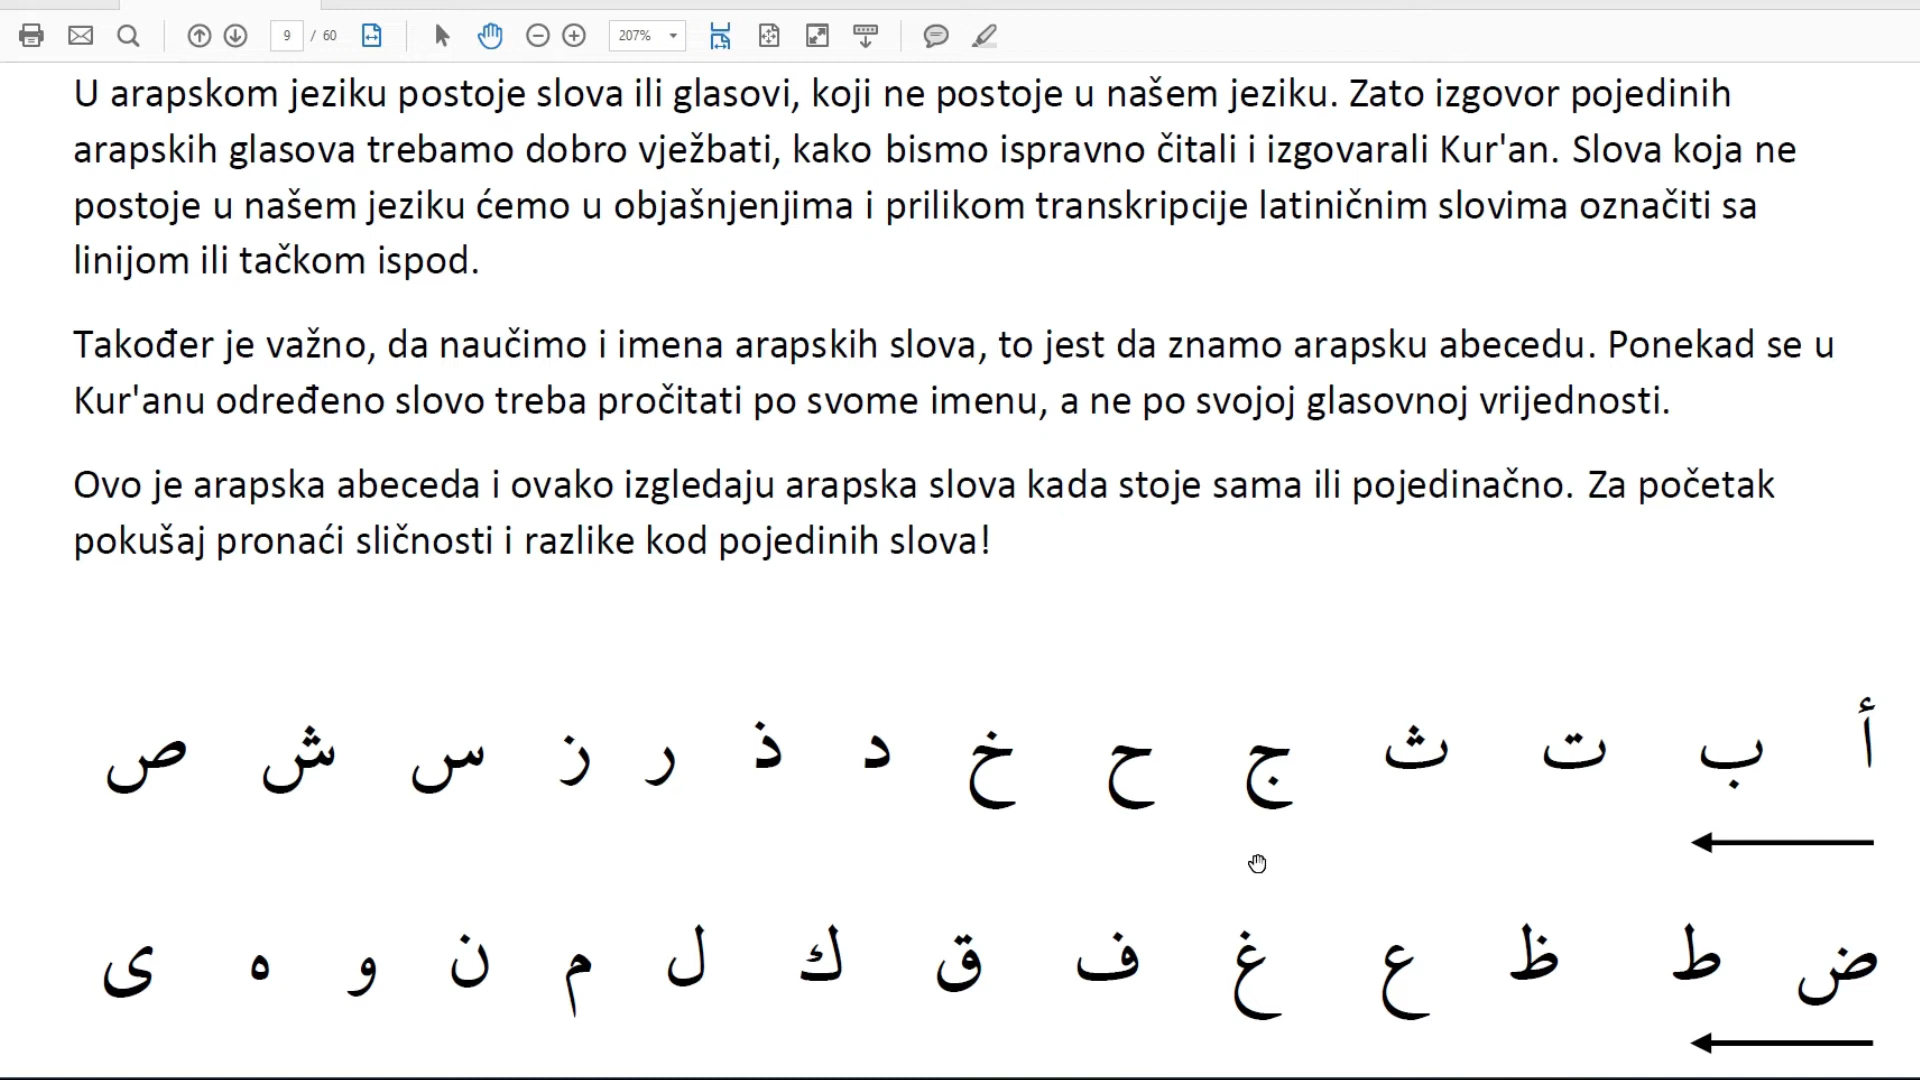 9 / 60 207%
U arapskom jeziku postoje slova ili glasovi, koji ne postoje u našem jeziku. Zato izgovor pojedinih
arapskih glasova trebamo dobro vježbati, kako bismo ispravno čitali i izgovarali Kur'an. Slova koja ne
postoje u našem jeziku ćemo u objašnjenjima i prilikom transkripcije latiničnim slovima označiti sa
linijom ili tačkom ispod.
Također je važno, da naučimo i imena arapskih slova, to jest da znamo arapsku abecedu. Ponekad se u
Kur'anu određeno slovo treba pročitati po svome imenu, a ne po svojoj glasovnoj vrijednosti.
Ovo je arapska abeceda i ovako izgledaju arapska slova kada stoje sama ili pojedinačno. Za početak
pokušaj pronaći sličnosti i razlike kod pojedinih slova!
أ ب ت ث ج ح خ د ذ ر ز س ش ص
ض ط ظ ع غ ف ق ك ل م ن و ه ى